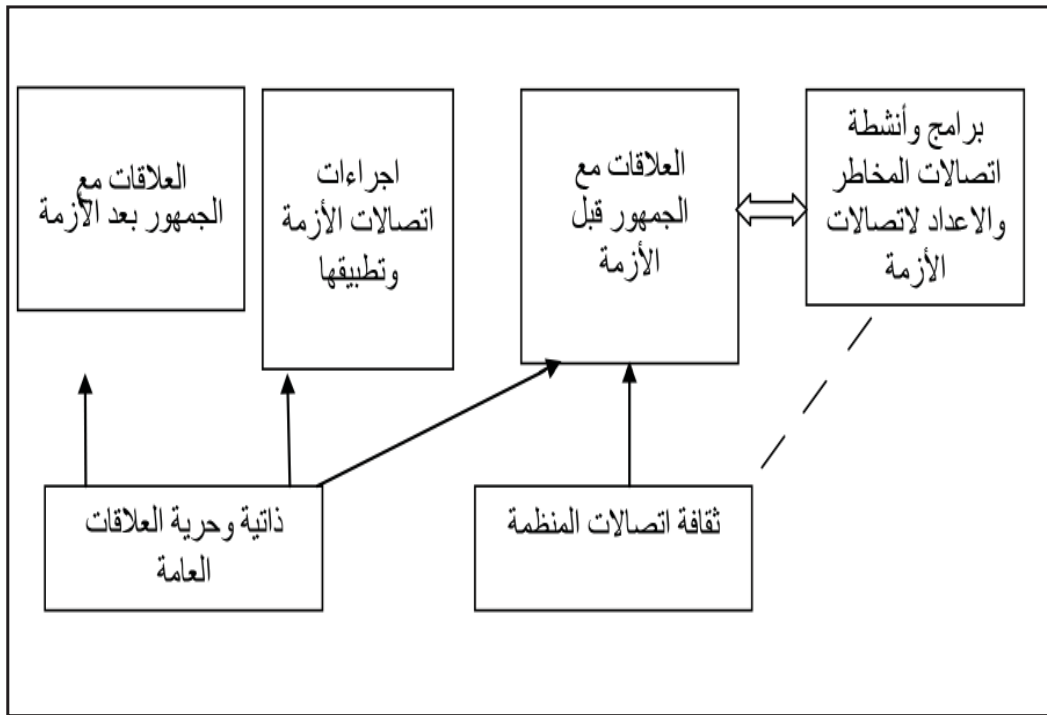 برامج وأنشطة
اتصالات المخاطر
والاعداد لاتصالات
الأزمة
العلاقات مع
الجمهور قبل
الأزمة
اجراءات
اتصالات الأزمة
وتطبيقها
العلاقات مع
الجمهور بعد الأزمة
ثقافة اتصالات المنظمة
ذاتية وحرية العلاقات
العامة